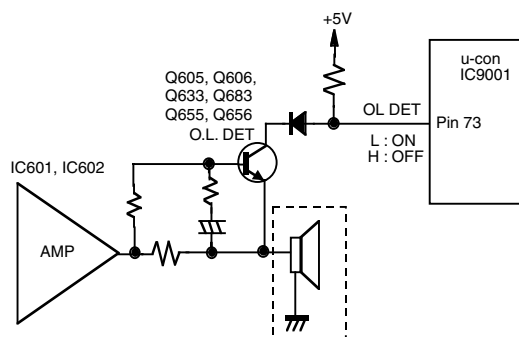 +5V
u-con
IC9001
Q605, Q606,
Q633, Q683
Q655, Q656
O.L. DET
OL DET
Pin 73
L : ON
H : OFF
IC601, IC602
AMP